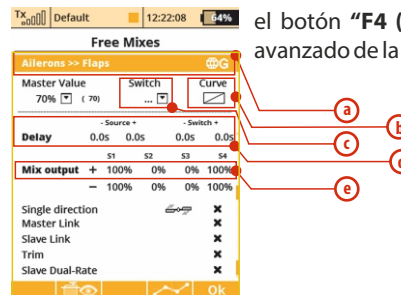 Tx Default 12:22:08 64%
Free Mixes
Ailerons >> Flaps G
Master Value Switch Curve
70% ( 70) ...
- Source + - Switch +
Delay 0.0s 0.0s 0.0s 0.0s
S1 S2 S3 S4
Mix output + 100% 0% 0% 100%
− 100% 0% 0% 100%
Single direction
Master Link ✖
Slave Link ✖
Trim ✖
Slave Dual-Rate ✖
Ok
el botón “F4 (
avanzado de la
a
b
c
d
e